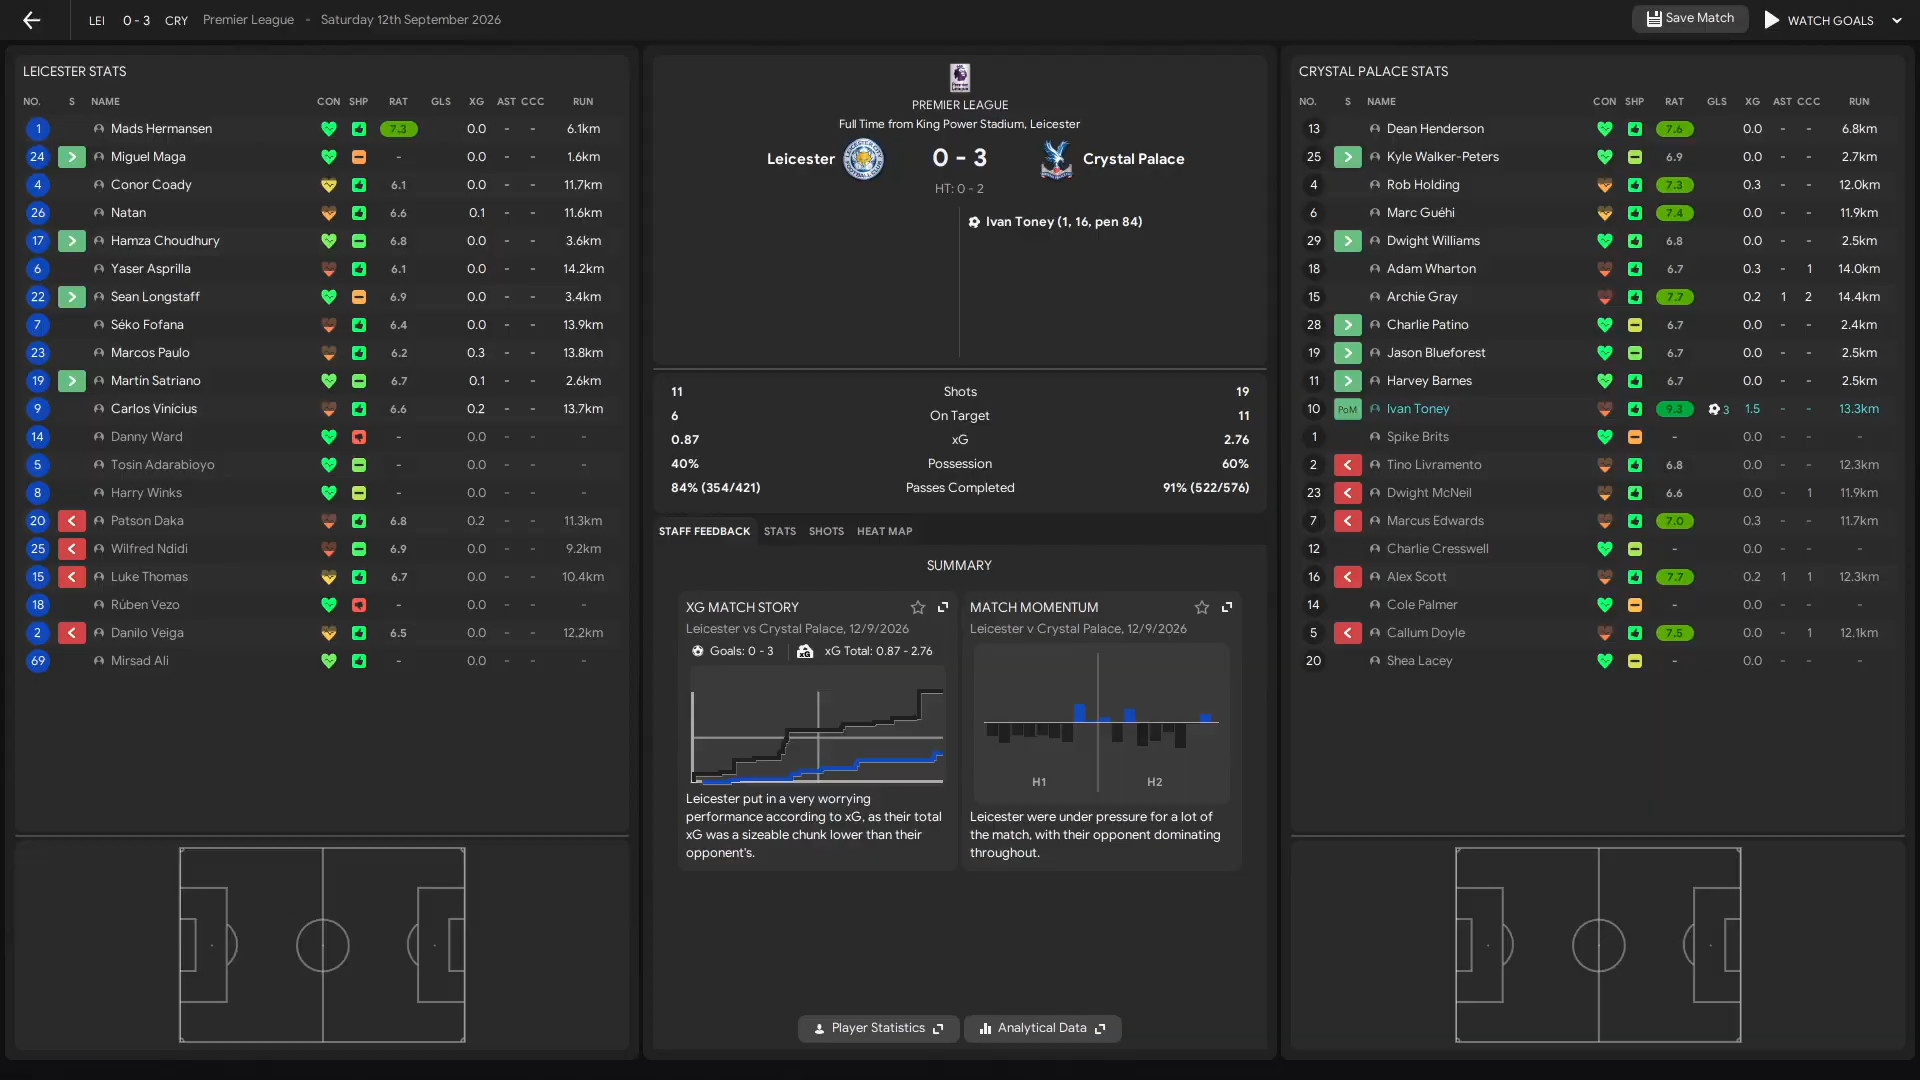 LEI 0 - 3 CRY Premier League - Saturday 12th September 2026
Save Match
WATCH GOALS
LEICESTER STATS
NO. S NAME CON SHP RAT GLS XG AST CCC RUN
1 Mads Hermansen 7.3 0.0 - - 6.1km
24 Miguel Maga - 0.0 - - 1.6km
4 Conor Coady 6.1 0.0 - - 11.7km
26 Natan 6.6 0.1 - - 11.6km
17 Hamza Choudhury 6.8 0.0 - - 3.6km
6 Yaser Asprilla 6.1 0.0 - - 14.2km
22 Sean Longstaff 6.9 0.0 - - 3.4km
7 Séko Fofana 6.4 0.0 - - 13.9km
23 Marcos Paulo 6.2 0.3 - - 13.8km
19 Martín Satriano 6.7 0.1 - - 2.6km
9 Carlos Vinícius 6.6 0.2 - - 13.7km
14 Danny Ward - 0.0 - - -
5 Tosin Adarabioyo - 0.0 - - -
8 Harry Winks - 0.0 - - -
20 Patson Daka 6.8 0.2 - - 11.3km
25 Wilfred Ndidi 6.9 0.0 - - 9.2km
15 Luke Thomas 6.7 0.0 - - 10.4km
18 Rúben Vezo - 0.0 - - -
2 Danilo Veiga 6.5 0.0 - - 12.2km
69 Mirsad Ali - 0.0 - - -
PREMIER LEAGUE
Full Time from King Power Stadium, Leicester
Leicester 0 - 3 Crystal Palace
HT: 0 - 2
Ivan Toney (1, 16, pen 84)
11 Shots 19
6 On Target 11
0.87 xG 2.76
40% Possession 60%
84% (354/421) Passes Completed 91% (522/576)
STAFF FEEDBACK STATS SHOTS HEAT MAP
SUMMARY
XG MATCH STORY
Leicester vs Crystal Palace, 12/9/2026
Goals: 0 - 3 xG xG Total: 0.87 - 2.76
Leicester put in a very worrying
performance according to xG, as their total
xG was a sizeable chunk lower than their
opponent's.
MATCH MOMENTUM
Leicester v Crystal Palace, 12/9/2026
H1 H2
Leicester were under pressure for a lot of
the match, with their opponent dominating
throughout.
Player Statistics
Analytical Data
CRYSTAL PALACE STATS
NO. S NAME CON SHP RAT GLS XG AST CCC RUN
13 Dean Henderson 7.6 0.0 - - 6.8km
25 Kyle Walker-Peters 6.9 0.0 - - 2.7km
4 Rob Holding 7.3 0.3 - - 12.0km
6 Marc Guéhi 7.4 0.0 - - 11.9km
29 Dwight Williams 6.8 0.0 - - 2.5km
18 Adam Wharton 6.7 0.3 - 1 14.0km
15 Archie Gray 7.7 0.2 1 2 14.4km
28 Charlie Patino 6.7 0.0 - - 2.4km
19 Jason Blueforest 6.7 0.0 - - 2.5km
11 Harvey Barnes 6.7 0.0 - - 2.5km
10 PoM Ivan Toney 9.3 3 1.5 - - 13.3km
1 Spike Brits - 0.0 - - -
2 Tino Livramento 6.8 0.0 - - 12.3km
23 Dwight McNeil 6.6 0.0 - 1 11.9km
7 Marcus Edwards 7.0 0.3 - - 11.7km
12 Charlie Cresswell - 0.0 - - -
16 Alex Scott 7.7 0.2 1 1 12.3km
14 Cole Palmer - 0.0 - - -
5 Callum Doyle 7.5 0.0 - 1 12.1km
20 Shea Lacey - 0.0 - - -